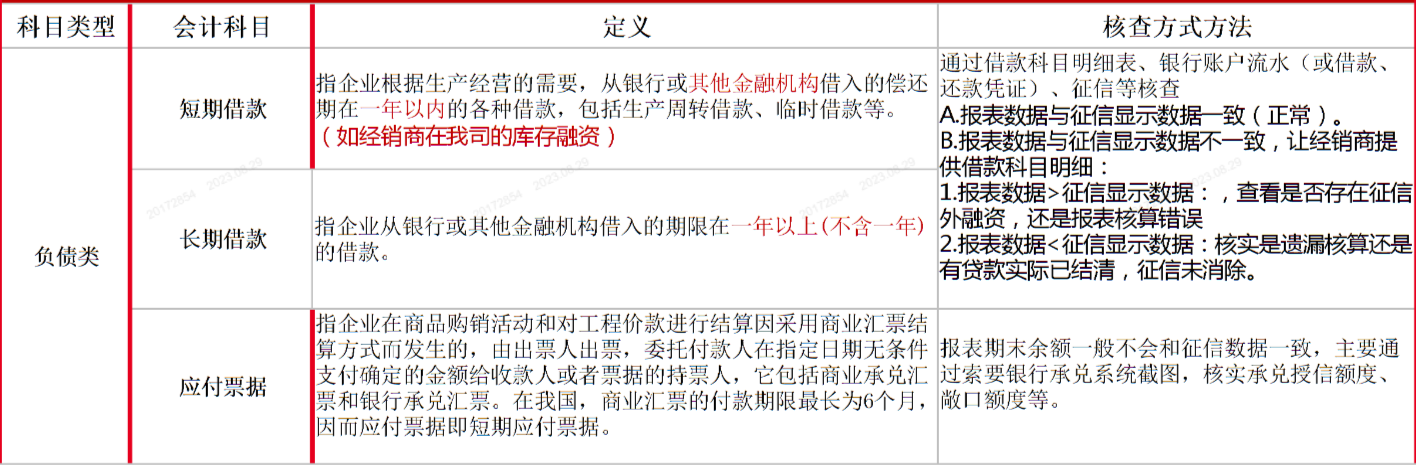 科目类型 会计科目 定义 核查方式方法
负债类
短期借款
指企业根据生产经营的需要，从银行或其他金融机构借入的偿还
期在一年以内的各种借款，包括生产周转借款、临时借款等。
（如经销商在我司的库存融资）
通过借款科目明细表、银行账户流水（或借款、
还款凭证）、征信等核查
A.报表数据与征信显示数据一致（正常）。
B.报表数据与征信显示数据不一致，让经销商提
供借款科目明细：
1.报表数据>征信显示数据：，查看是否存在征信
外融资，还是报表核算错误
2.报表数据<征信显示数据：核实是遗漏核算还是
有贷款实际已结清，征信未消除。
长期借款
指企业从银行或其他金融机构借入的期限在一年以上(不含一年)
的借款。
应付票据
指企业在商品购销活动和对工程价款进行结算因采用商业汇票结
算方式而发生的，由出票人出票，委托付款人在指定日期无条件
支付确定的金额给收款人或者票据的持票人，它包括商业承兑汇
票和银行承兑汇票。在我国，商业汇票的付款期限最长为6个月，
因而应付票据即短期应付票据。
报表期末余额一般不会和征信数据一致，主要通
过索要银行承兑系统截图，核实承兑授信额度、
敞口额度等。
20172854 2023.08.29
2023.08.29
20172854 2023.08.29
2023.08.29